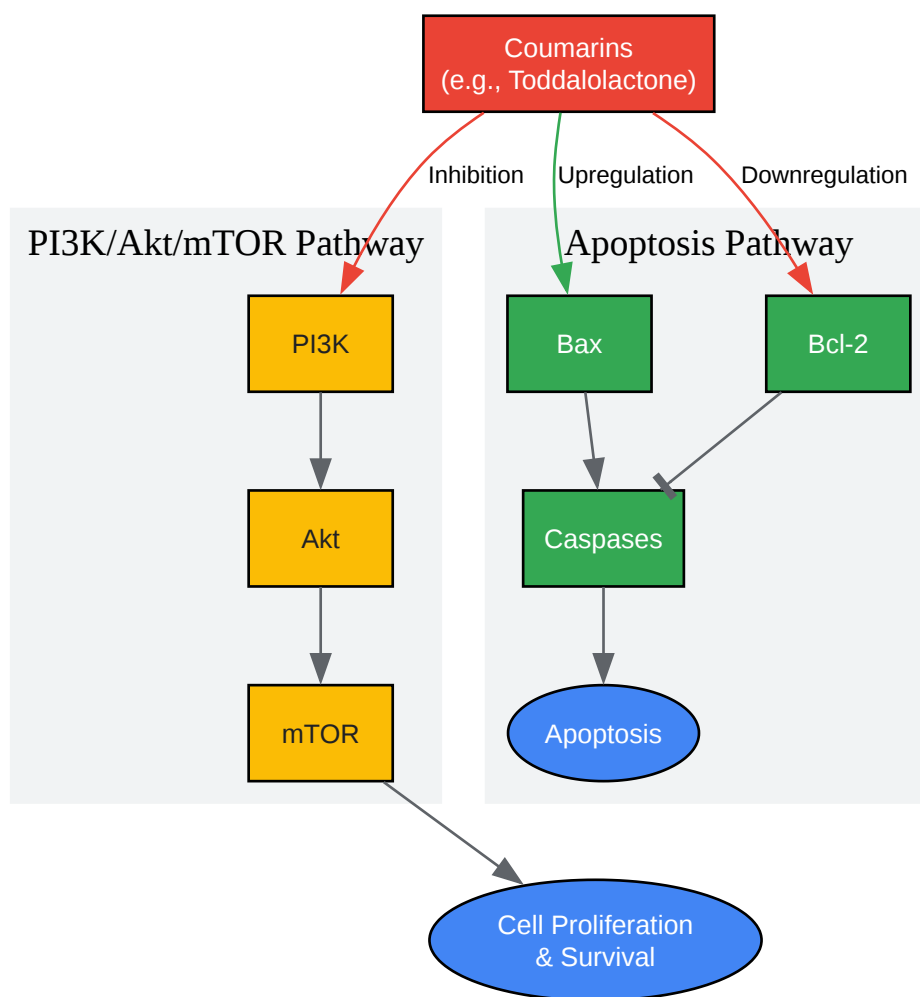 Coumarins
(e.g., Toddalolactone)
Inhibition
Upregulation
Downregulation
PI3K/Akt/mTOR Pathway
Apoptosis Pathway
PI3K
Bax
Bcl-2
Akt
Caspases
mTOR
Apoptosis
Cell Proliferation
& Survival